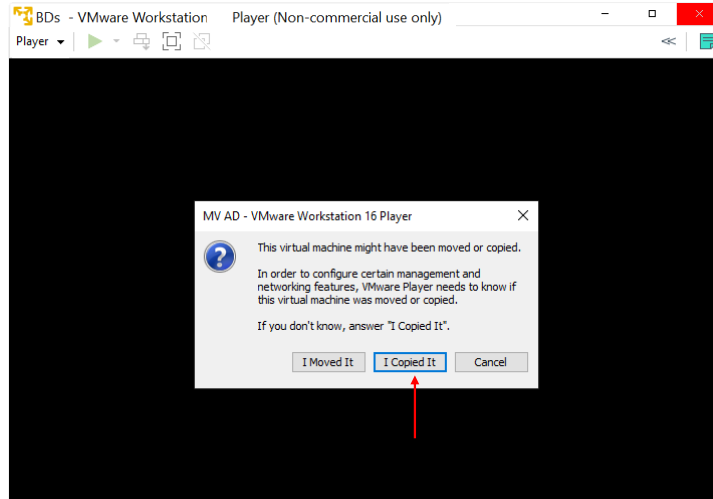 BDs - VMware Workstation Player (Non-commercial use only)
Player
MV AD - VMware Workstation 16 Player
This virtual machine might have been moved or copied.
In order to configure certain management and
networking features, VMware Player needs to know if
this virtual machine was moved or copied.
If you don't know, answer "I Copied It".
I Moved It I Copied It Cancel